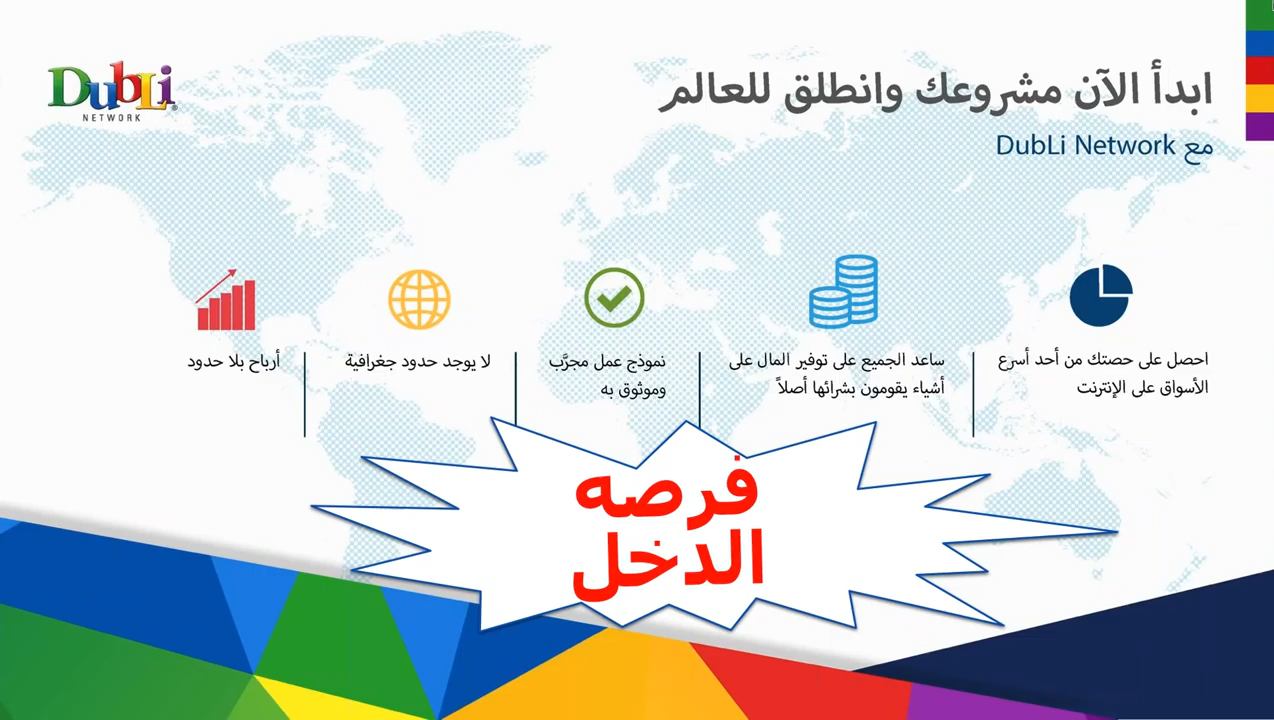 DubLi
NETWORK
ابدأ الآن مشروعك وانطلق للعالم
مع DubLi Network
احصل على حصتك من أحد أسرع
الأسواق على الإنترنت
ساعد الجميع على توفير المال على
أشياء يقومون بشرائها أصلاً
نموذج عمل مجرَّب
وموثوق به
لا يوجد حدود جغرافية
أرباح بلا حدود
فرصه
الدخل